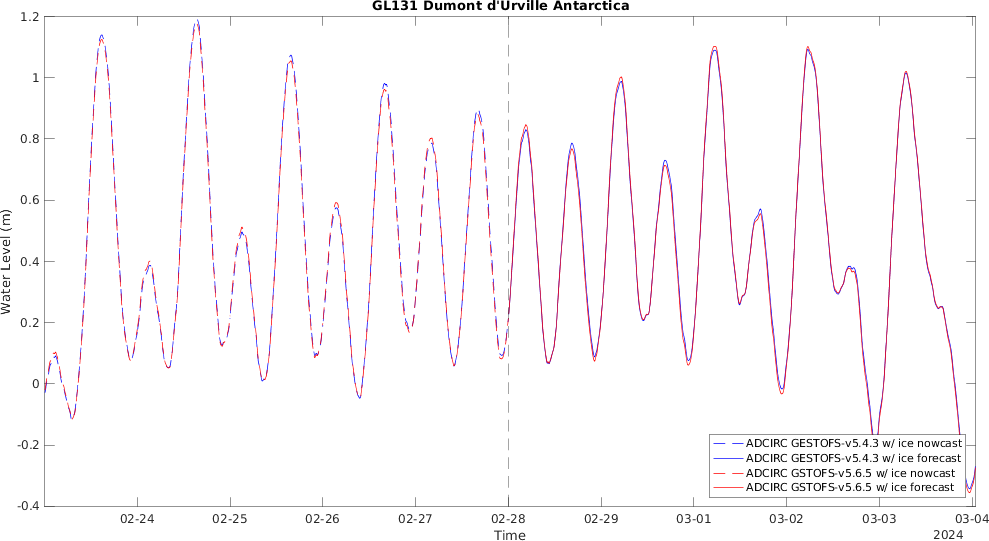 GL131 Dumont d'Urville Antarctica
1.2
1
0.8
0.6
0.4
0.2
0
-0.2
-0.4
Water Level (m)
02-24 02-25 02-26 02-27 02-28 02-29 03-01 03-02 03-03 03-04
Time
2024
ADCIRC GESTOFS-v5.4.3 w/ ice nowcast
ADCIRC GESTOFS-v5.4.3 w/ ice forecast
ADCIRC GSTOFS-v5.6.5 w/ ice nowcast
ADCIRC GSTOFS-v5.6.5 w/ ice forecast